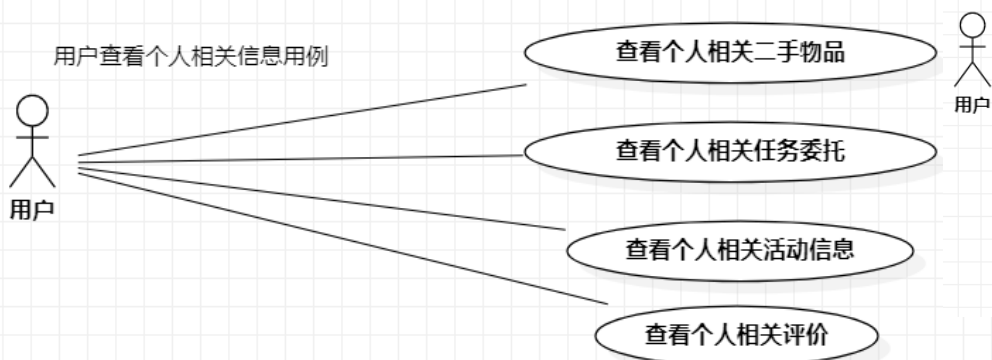 用户查看个人相关信息用例
查看个人相关二手物品
用户
查看个人相关任务委托
用户
查看个人相关活动信息
查看个人相关评价